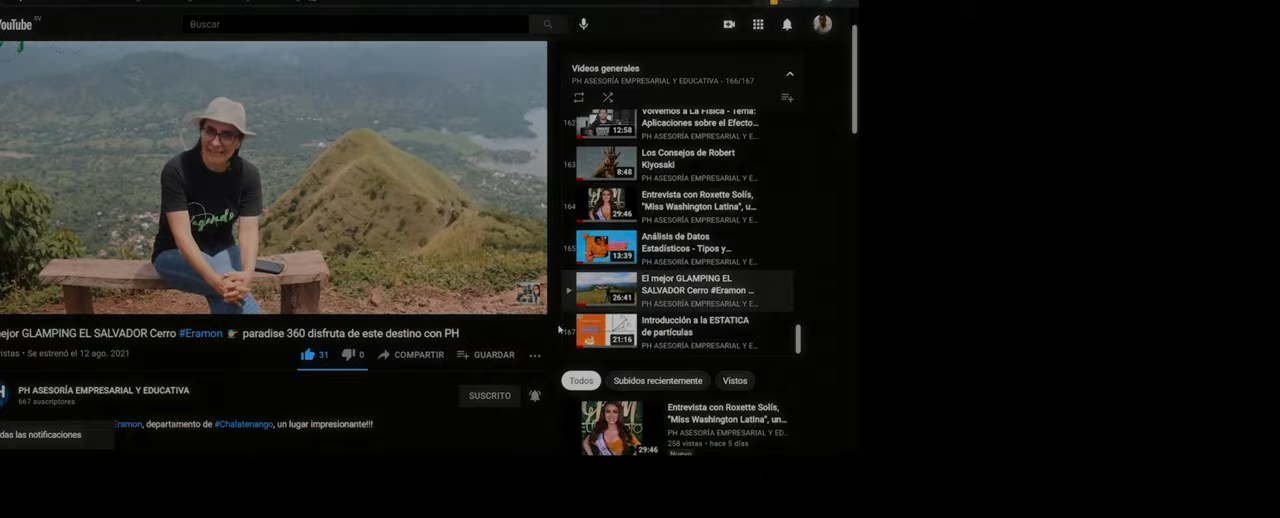 YouTube SV
Buscar
Videos generales
PH ASESORÍA EMPRESARIAL Y EDUCATIVA - 166/167
162
Volvemos a La Física - Tema:
Aplicaciones sobre el Efecto...
PH ASESORÍA EMPRESARIAL Y E...
12:58
163
Los Consejos de Robert
Kiyosaki
PH ASESORÍA EMPRESARIAL Y E...
8:48
164
Entrevista con Roxette Solís,
"Miss Washington Latina", u...
PH ASESORÍA EMPRESARIAL Y E...
29:46
165
Análisis de Datos
Estadísticos - Tipos y...
PH ASESORÍA EMPRESARIAL Y E...
13:39
El mejor GLAMPING EL
SALVADOR Cerro #Eramon ...
PH ASESORÍA EMPRESARIAL Y E...
26:41
167
Introducción a la ESTATICA
de partículas
PH ASESORÍA EMPRESARIAL Y E...
21:16
ejor GLAMPING EL SALVADOR Cerro #Eramon paradise 360 disfruta de este destino con PH
istas • Se estrenó el 12 ago. 2021
31
0
COMPARTIR
GUARDAR
PH ASESORÍA EMPRESARIAL Y EDUCATIVA
667 suscriptores
SUSCRITO
Eramon, departamento de #Chalatenango, un lugar impresionante!!!
das las notificaciones
Todos
Subidos recientemente
Vistos
Entrevista con Roxette Solís,
"Miss Washington Latina", un...
PH ASESORÍA EMPRESARIAL Y ED...
258 vistas • hace 5 días
Nuevo
29:46